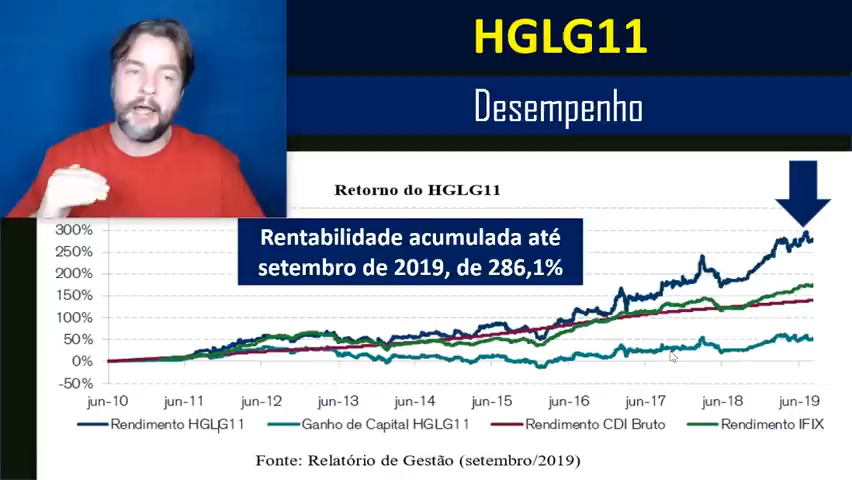 HGLG11
Desempenho
Retorno do HGLG11
Rentabilidade acumulada até
setembro de 2019, de 286,1%
300%
250%
200%
150%
100%
50%
0%
-50%
jun-10 jun-11 jun-12 jun-13 jun-14 jun-15 jun-16 jun-17 jun-18 jun-19
Rendimento HGLG11 Ganho de Capital HGLG11 Rendimento CDI Bruto Rendimento IFIX
Fonte: Relatório de Gestão (setembro/2019)